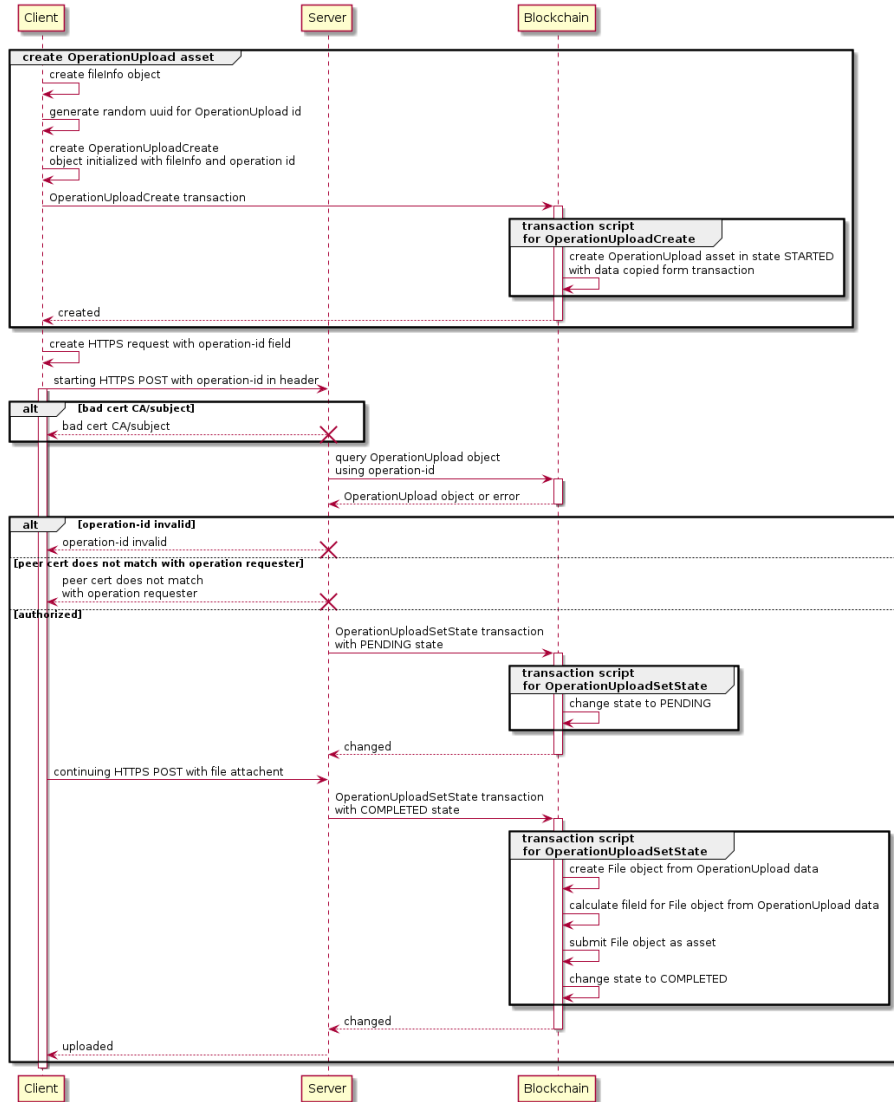 Client
Server
Blockchain
create OperationUpload asset
create fileInfo object
generate random uuid for OperationUpload id
create OperationUploadCreate
object initialized with fileInfo and operation id
OperationUploadCreate transaction
transaction script
for OperationUploadCreate
create OperationUpload asset in state STARTED
with data copied form transaction
created
create HTTPS request with operation-id field
starting HTTPS POST with operation-id in header
alt
[bad cert CA/subject]
bad cert CA/subject
query OperationUpload object
using operation-id
OperationUpload object or error
alt
[operation-id invalid]
operation-id invalid
[peer cert does not match with operation requester]
peer cert does not match
with operation requester
[authorized]
OperationUploadSetState transaction
with PENDING state
transaction script
for OperationUploadSetState
change state to PENDING
changed
continuing HTTPS POST with file attachent
OperationUploadSetState transaction
with COMPLETED state
transaction script
for OperationUploadSetState
create File object from OperationUpload data
calculate fileId for File object from OperationUpload data
submit File object as asset
change state to COMPLETED
changed
uploaded
Client
Server
Blockchain